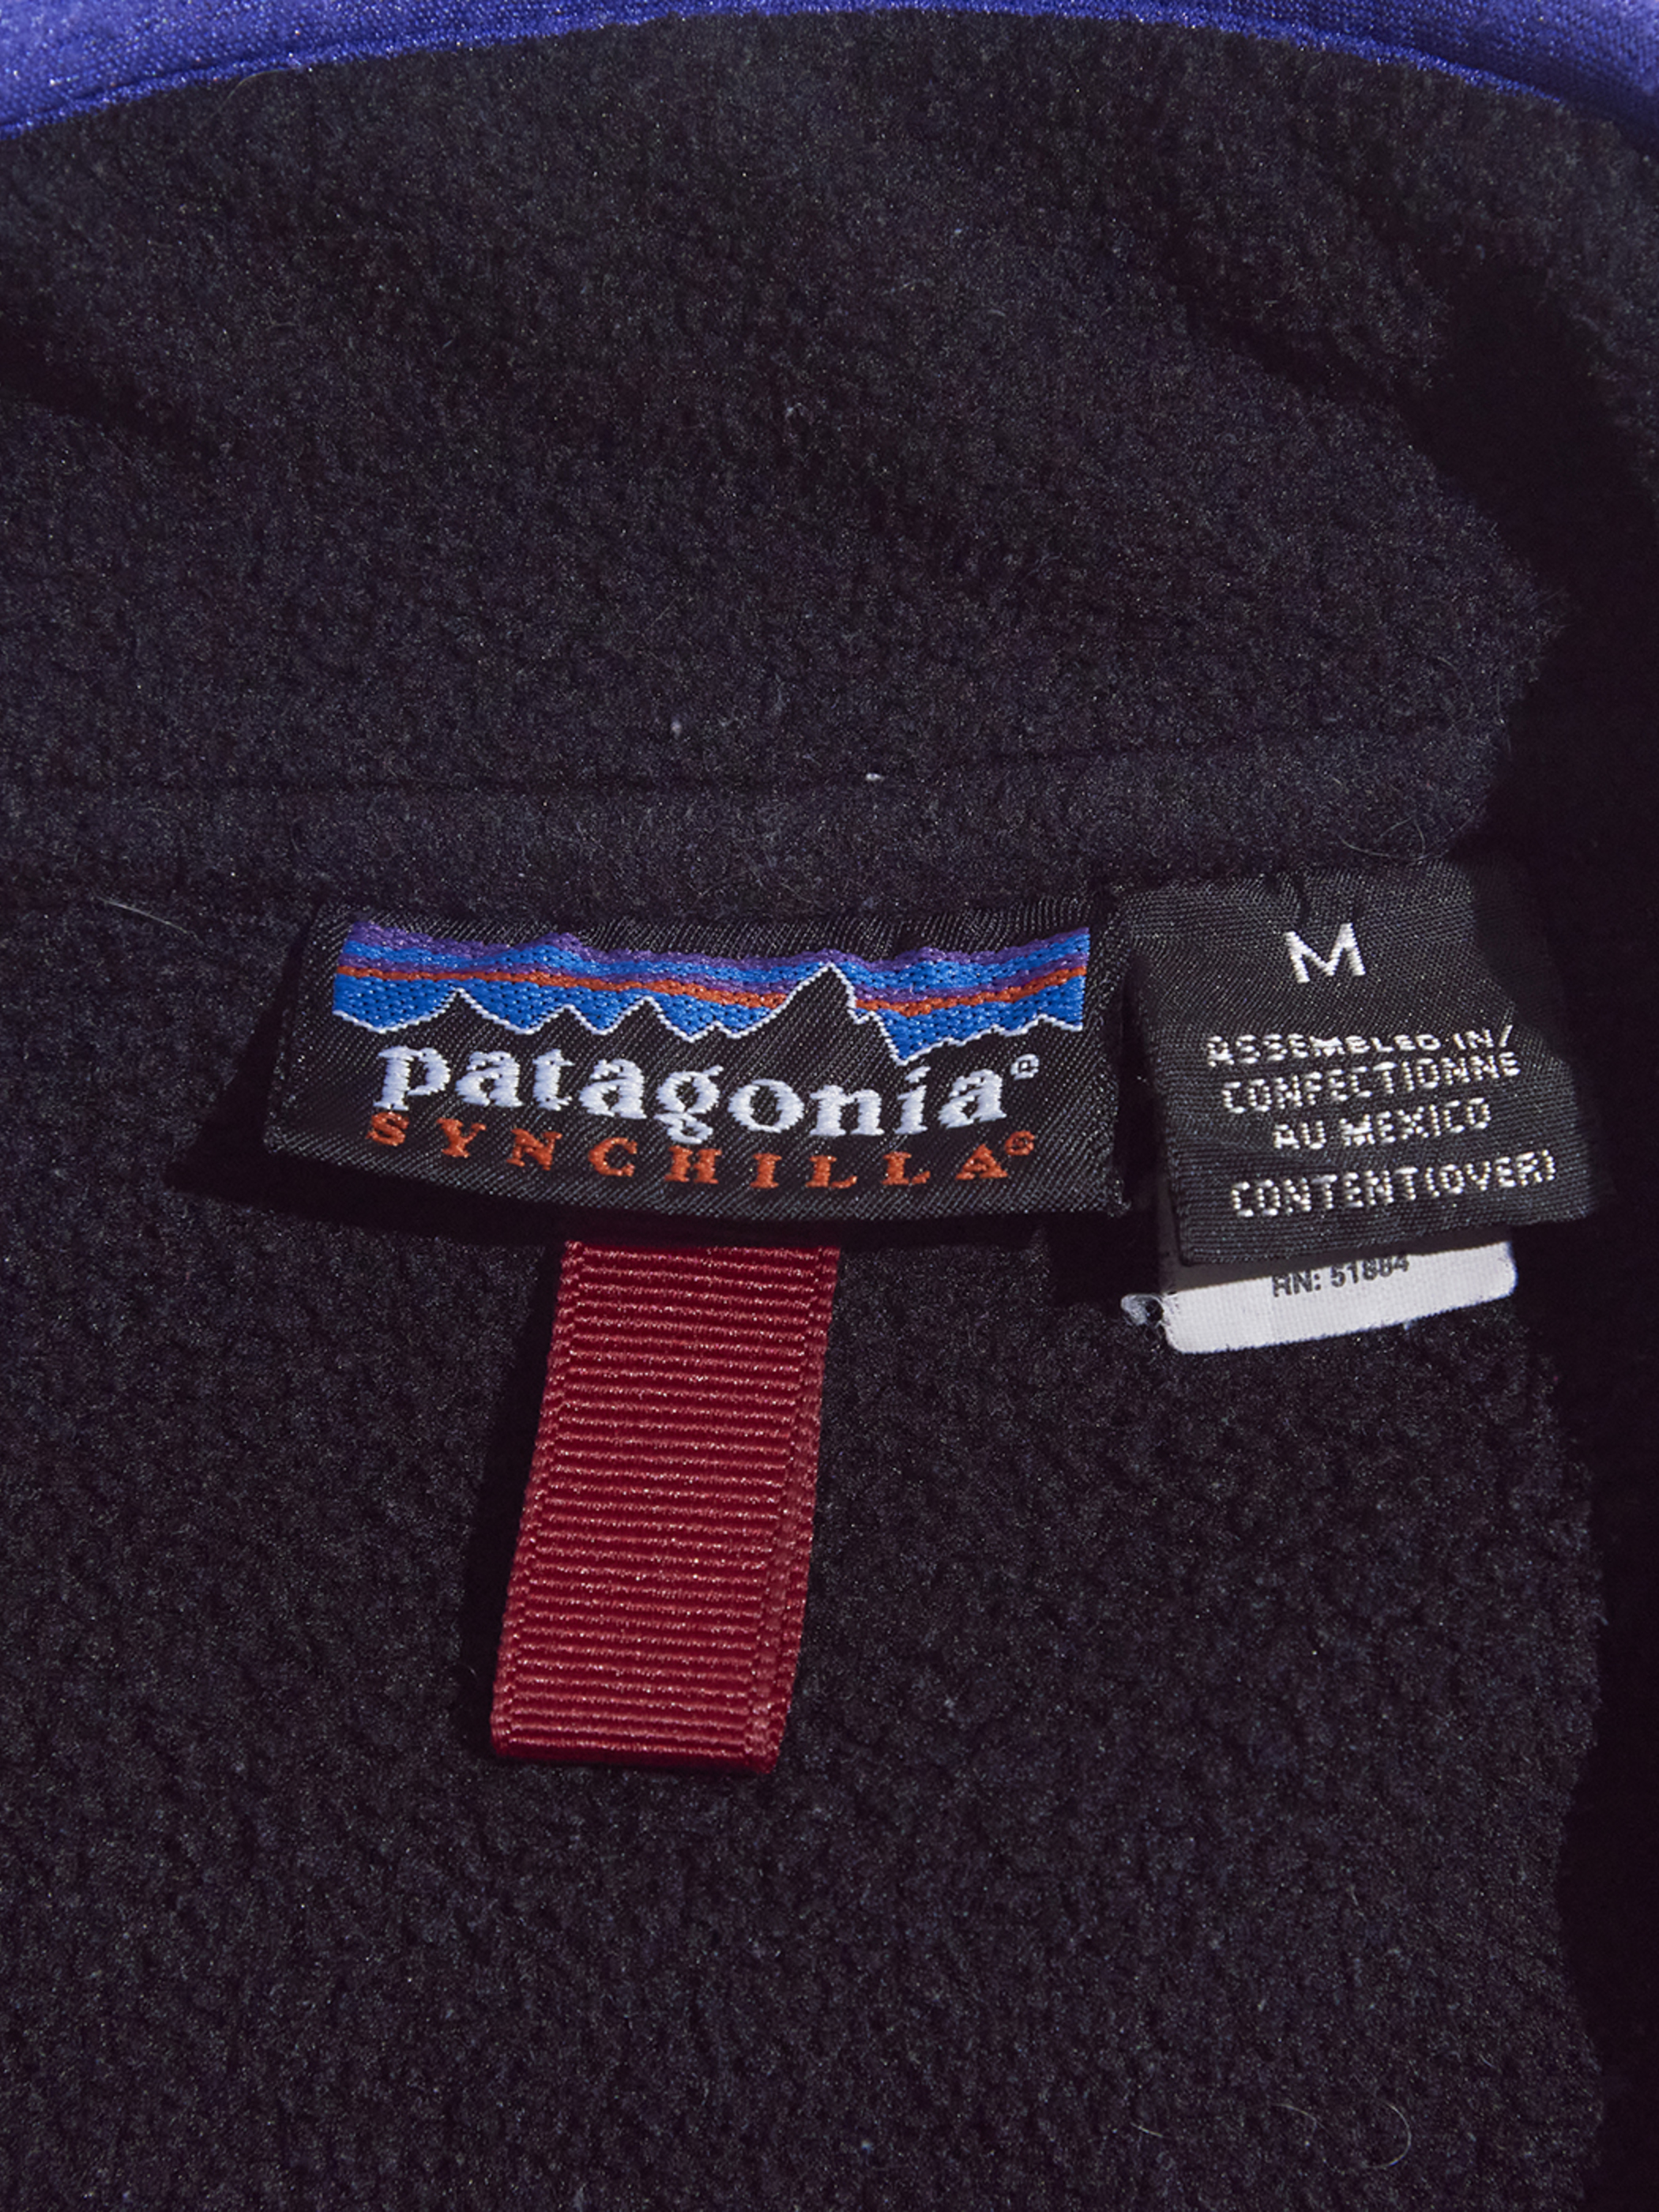 patagonia®
SYNCHILLA®
M
ASSEMBLED IN/
CONFECTIONNE
AU MEXICO
CONTENT(OVER)
RN: 51884